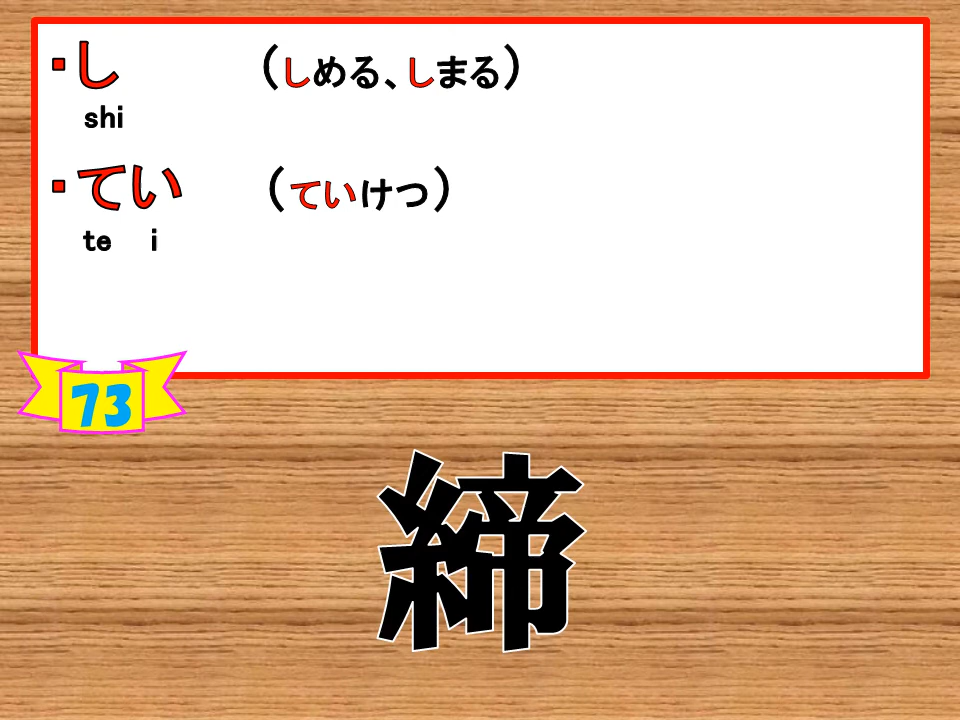 ・し （しめる、しまる）
shi
・てい （ていけつ）
te i
73
締